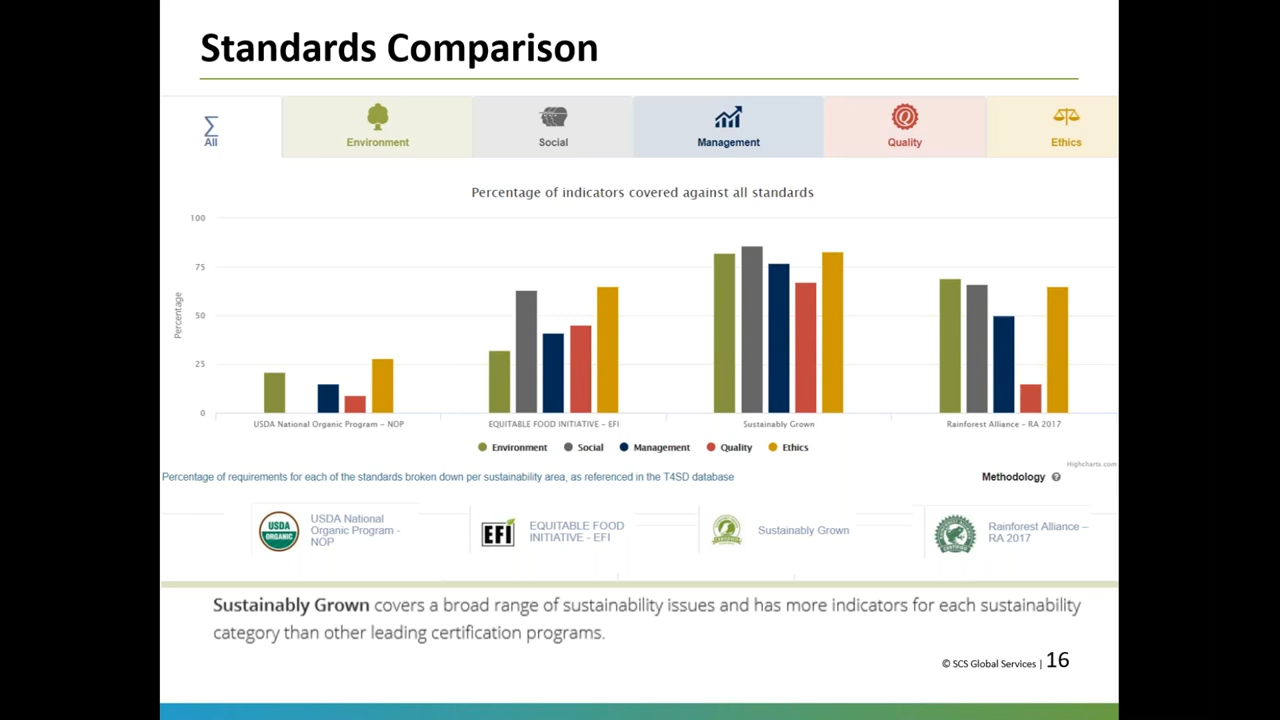 Standards Comparison
∑
All
Environment
Social
Management
Quality
Ethics
Percentage of indicators covered against all standards
Percentage
100
75
50
25
0
USDA National Organic Program – NOP
EQUITABLE FOOD INITIATIVE – EFI
Sustainably Grown
Rainforest Alliance – RA 2017
Environment Social Management Quality Ethics
Highcharts.com
Percentage of requirements for each of the standards broken down per sustainability area, as referenced in the T4SD database
Methodology ?
USDA
ORGANIC
USDA National
Organic Program -
NOP
EFI
EQUITABLE FOOD
INITIATIVE - EFI
Sustainably Grown
CERTIFIED
Rainforest Alliance –
RA 2017
Sustainably Grown covers a broad range of sustainability issues and has more indicators for each sustainability
category than other leading certification programs.
© SCS Global Services | 16